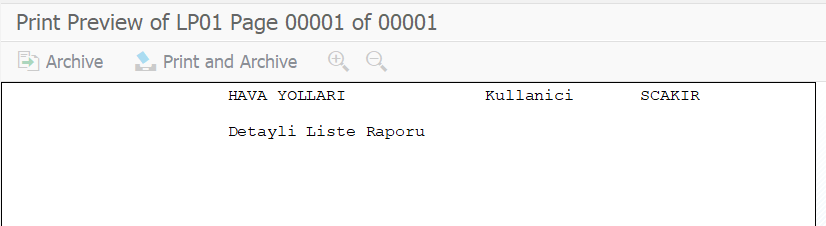 Print Preview of LP01 Page 00001 of 00001
Archive Print and Archive
HAVA YOLLARI Kullanici SCAKIR
Detayli Liste Raporu